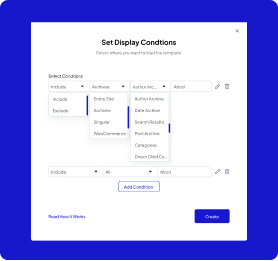 Set Display Condtions
Select where you want to load the template
Select Condtions
Include Archives Author Arc... Abcd
Include Entire Site Author Archive
Exclude Archives Date Archive
Singular Search Results
WooCommerce Post Archive
Categories
Direct Child Ca...
Include All Abcd
Add Condition
Read How It Works Create